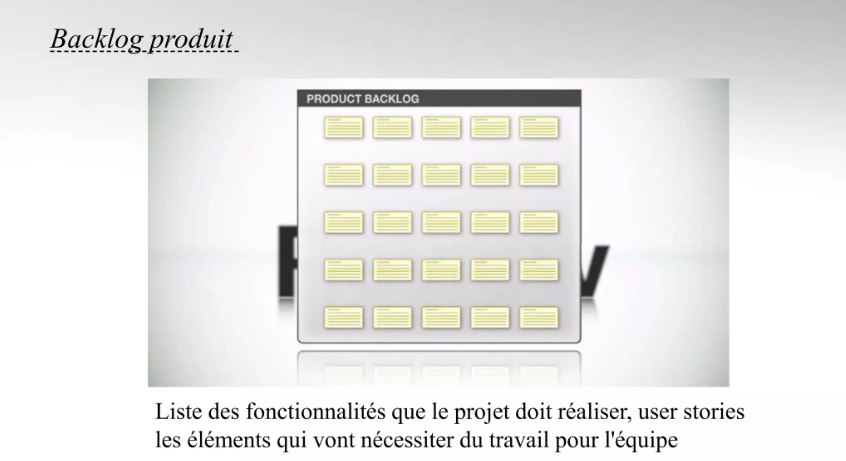 Backlog produit
PRODUCT BACKLOG
Liste des fonctionnalités que le projet doit réaliser, user stories
les éléments qui vont nécessiter du travail pour l'équipe